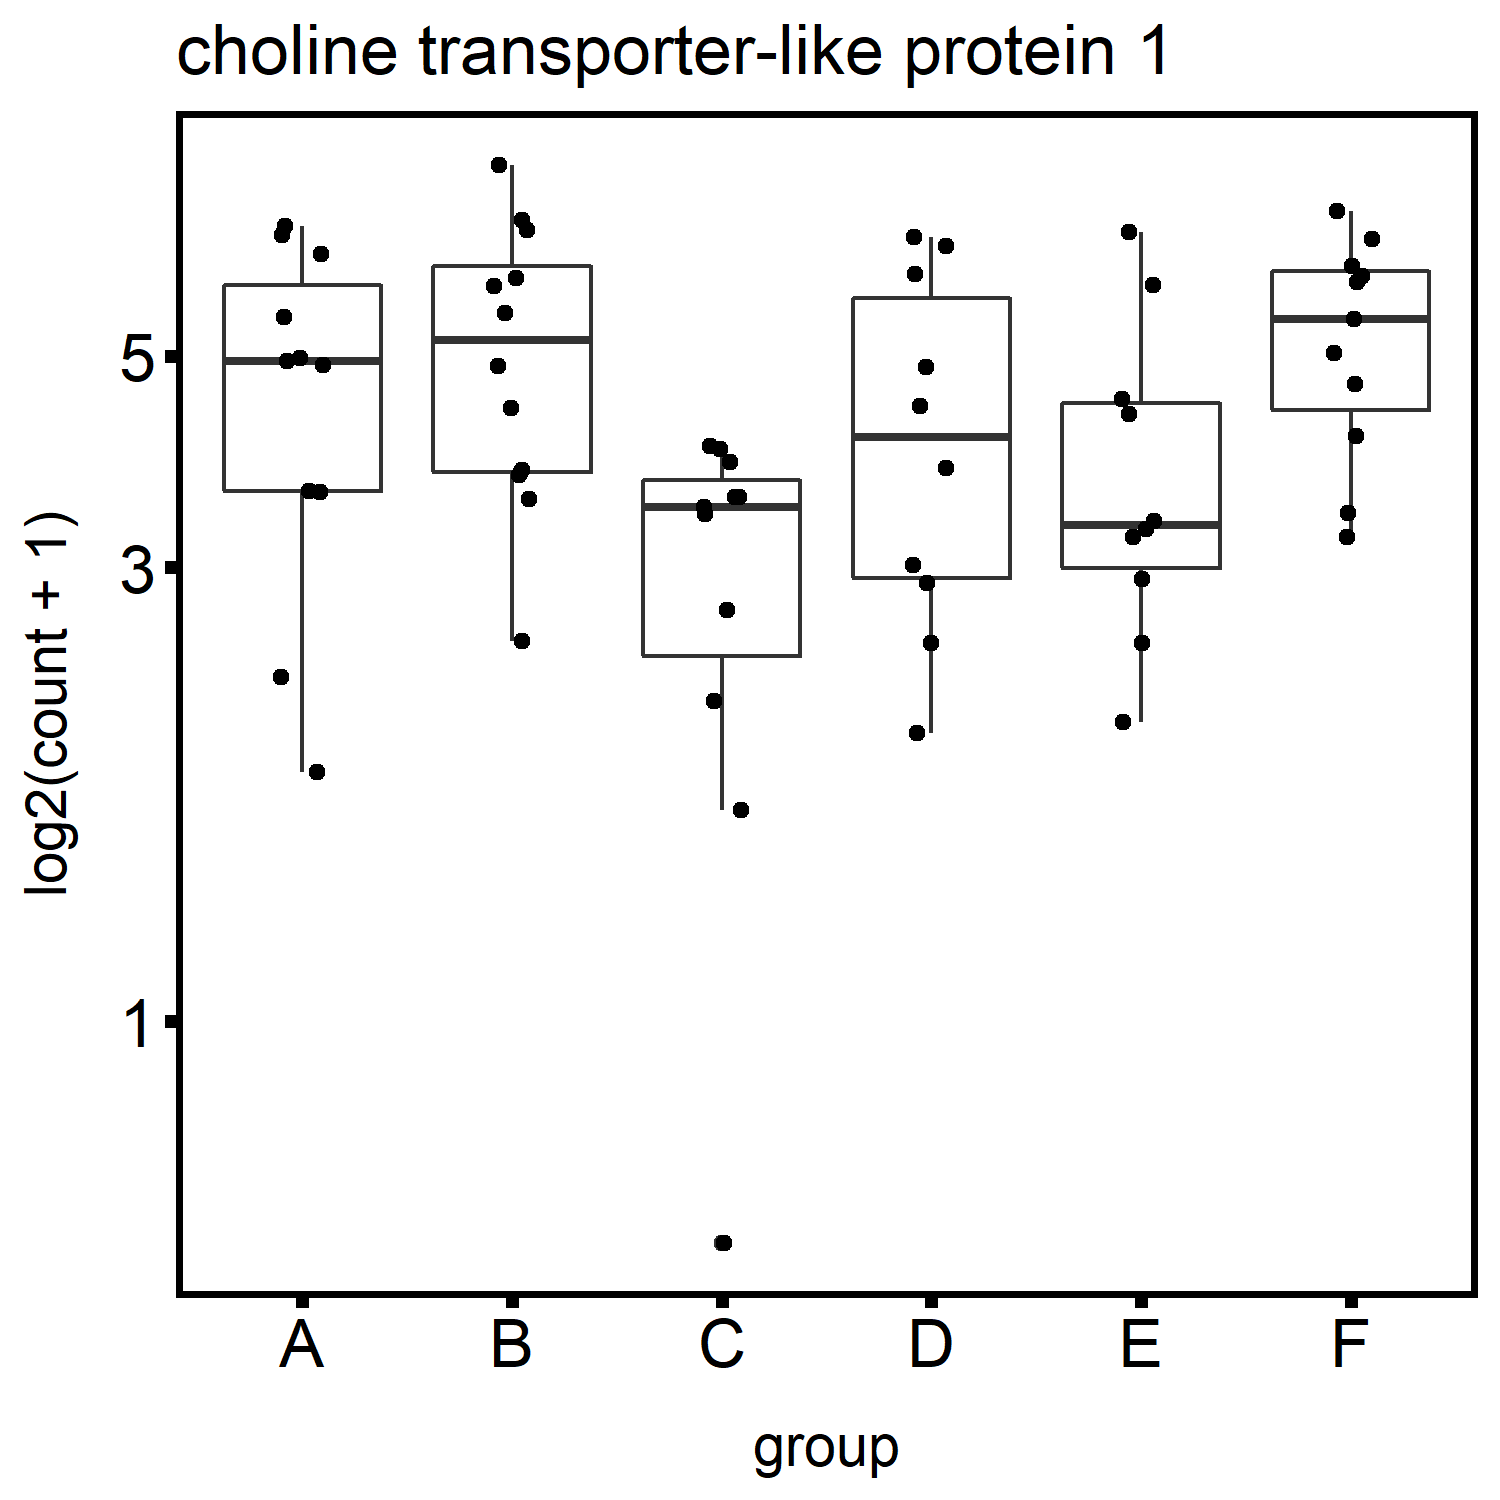 choline transporter-like protein 1
log2(count + 1)
5
3
1
A B C D E F
group